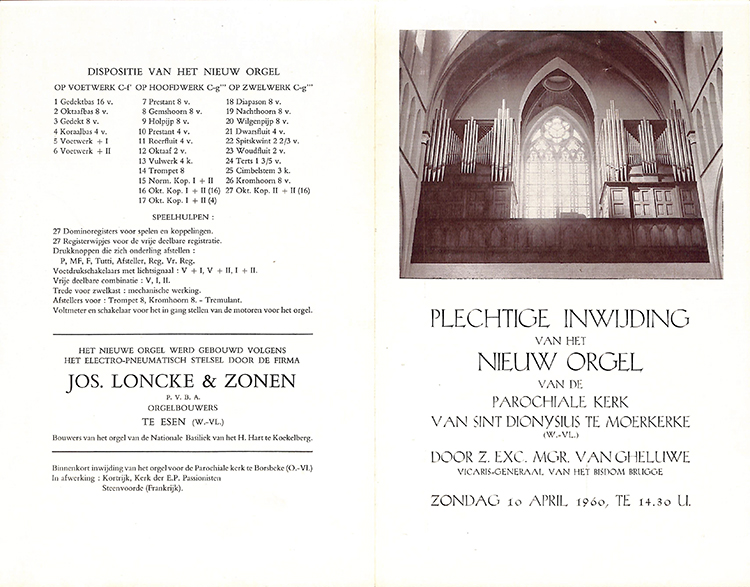 DISPOSITIE VAN HET NIEUW ORGEL
OP VOETWERK C-f' OP HOOFDWERK C-g''' OP ZWELWERK C-g'''
1 Gedektbas 16 v.
2 Oktaafbas 8 v.
3 Gedekt 8 v.
4 Koraalbas 4 v.
5 Voetwerk + I
6 Voetwerk + II
7 Prestant 8 v.
8 Gemshoorn 8 v.
9 Holpijp 8 v.
10 Prestant 4 v.
11 Roerfluit 4 v.
12 Oktaaf 2 v.
13 Vulwerk 4 k.
14 Trompet 8
15 Norm. Kop. I + II
16 Okt. Kop. I + II (16)
17 Okt. Kop. I + II (4)
18 Diapason 8 v.
19 Nachthoorn 8 v.
20 Wilgenpijp 8 v.
21 Dwarsfluit 4 v.
22 Spitskwint 2 2/3 v.
23 Woudfluit 2 v.
24 Terts 1 3/5 v.
25 Cimbelstem 3 k.
26 Kromhoorn 8 v.
27 Okt. Kop. II + II (16)
SPEELHULPEN :
27 Dominoregisters voor spelen en koppelingen.
27 Registerwipjes voor de vrije deelbare registratie.
Drukknoppen die zich onderling afstellen :
P, MF, F, Tutti, Afsteller, Reg, Vr. Reg.
Voetdrukschakelaars met lichtsignaal : V + I, V + II, I + II.
Vrije deelbare combinatie : V, I, II.
Trede voor zwelkast : mechanische werking.
Afstellers voor : Trompet 8, Kromhoorn 8. - Tremulant.
Voltmeter en schakelaar voor het in gang stellen van de motoren voor het orgel.
HET NIEUWE ORGEL WERD GEBOUWD VOLGENS
HET ELECTRO-PNEUMATISCH STELSEL DOOR DE FIRMA
JOS. LONCKE & ZONEN
P. V. B. A.
ORGELBOUWERS
TE ESEN (W.-VL.)
Bouwers van het orgel van de Nationale Basiliek van het H. Hart te Koekelberg.
Binnenkort inwijding van het orgel voor de Parochiale kerk te Borsbeke (O.-Vl.)
In afwerking : Kortrijk, Kerk der E.P. Passionisten
Steenvoorde (Frankrijk).
PLECHTIGE INWIJDING
VAN HET
NIEUW ORGEL
VAN DE
PAROCHIALE KERK
VAN SINT DIONYSIUS TE MOERKERKE
(W.-VL.)
DOOR Z. EXC. MGR. VAN GHELUWE
VICARIS-GENERAAL VAN HET BISDOM BRUGGE
ZONDAG 10 APRIL 1960, TE 14.30 U.